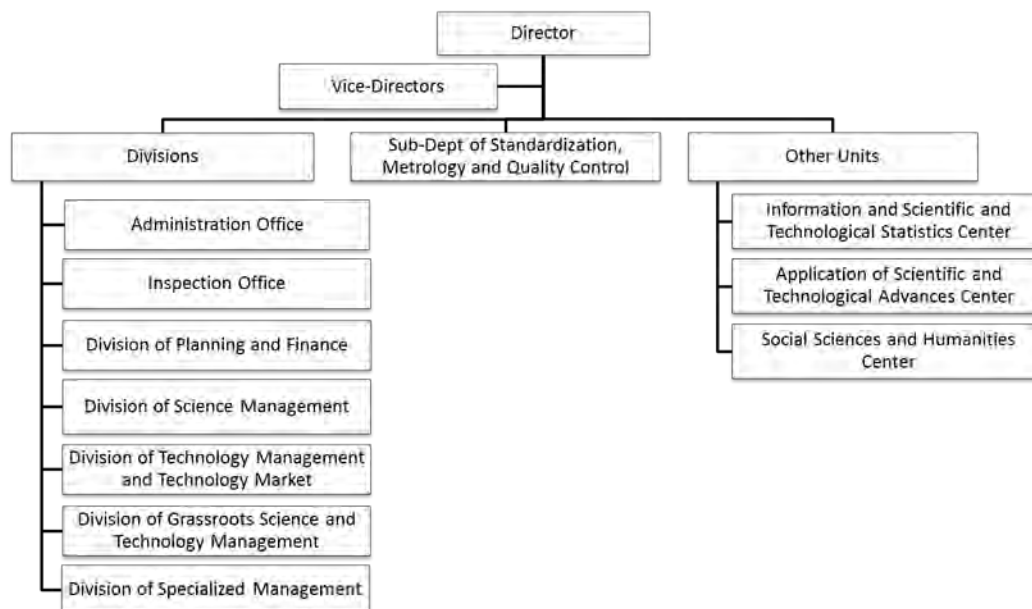 Director
Vice-Directors
Divisions
Sub-Dept of Standardization,
Metrology and Quality Control
Other Units
Administration Office
Inspection Office
Division of Planning and Finance
Division of Science Management
Division of Technology Management
and Technology Market
Division of Grassroots Science and
Technology Management
Division of Specialized Management
Information and Scientific and
Technological Statistics Center
Application of Scientific and
Technological Advances Center
Social Sciences and Humanities
Center